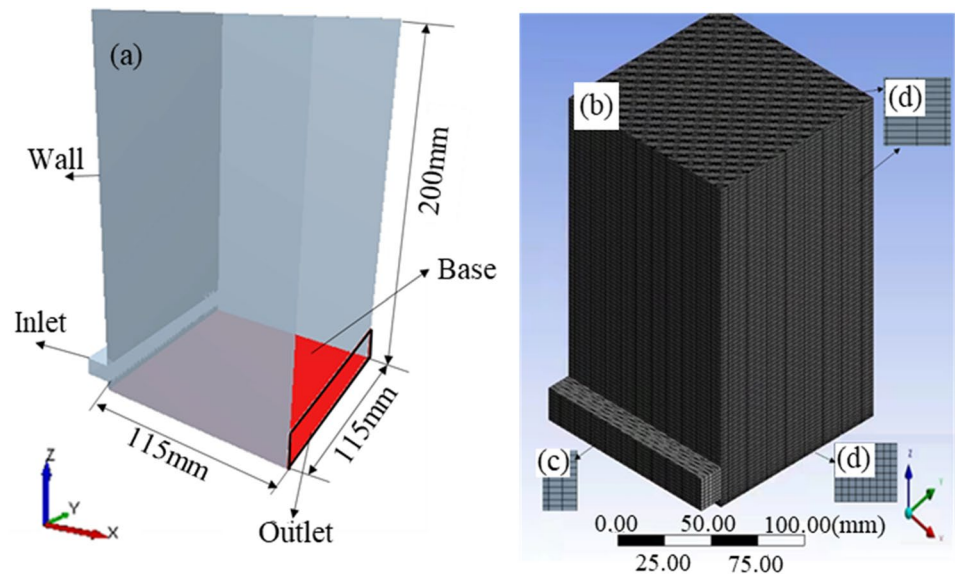 (a)
Wall
200mm
Base
Inlet
115mm
115mm
Outlet
Z
Y
X
(b)
(d)
(c)
(d)
0.00 50.00 100.00(mm)
25.00 75.00
Z
Y
X